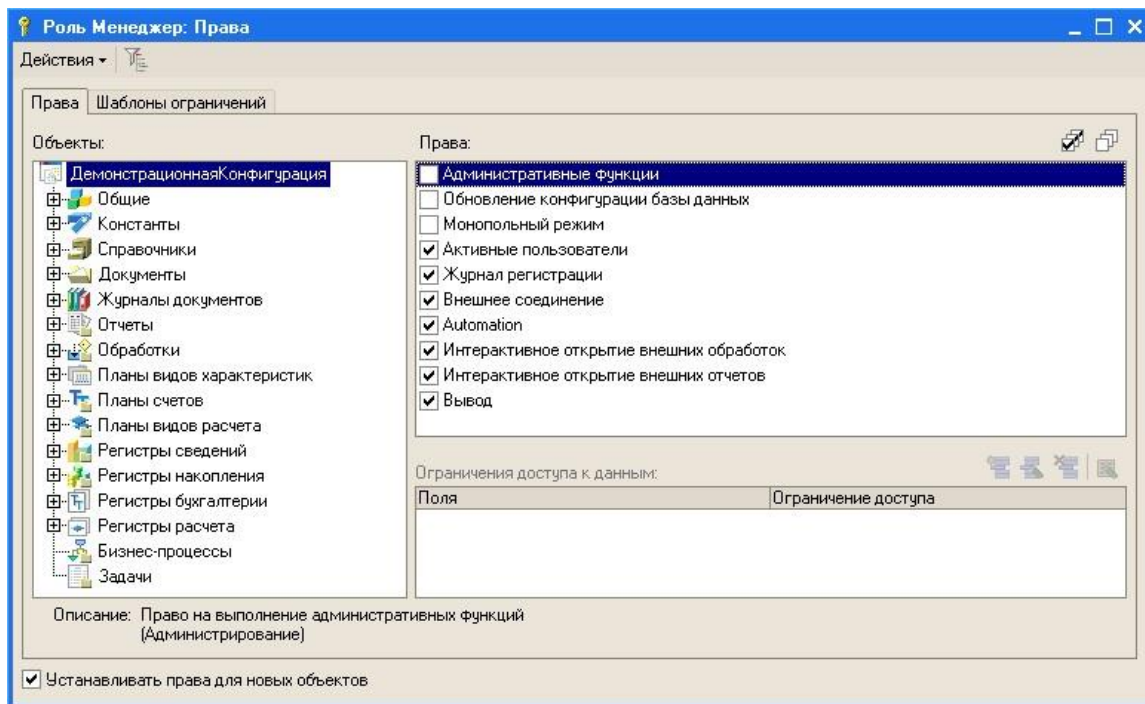 Роль Менеджер: Права
Действия
Права
Шаблоны ограничений
Объекты:
ДемонстрационнаяКонфигурация
Общие
Константы
Справочники
Документы
Журналы документов
Отчеты
Обработки
Планы видов характеристик
Планы счетов
Планы видов расчета
Регистры сведений
Регистры накопления
Регистры бухгалтерии
Регистры расчета
Бизнес-процессы
Задачи
Права:
Административные функции
Обновление конфигурации базы данных
Монопольный режим
Активные пользователи
Журнал регистрации
Внешнее соединение
Automation
Интерактивное открытие внешних обработок
Интерактивное открытие внешних отчетов
Вывод
Ограничения доступа к данным:
Поля
Ограничение доступа
Описание: Право на выполнение административных функций
(Администрирование)
Устанавливать права для новых объектов